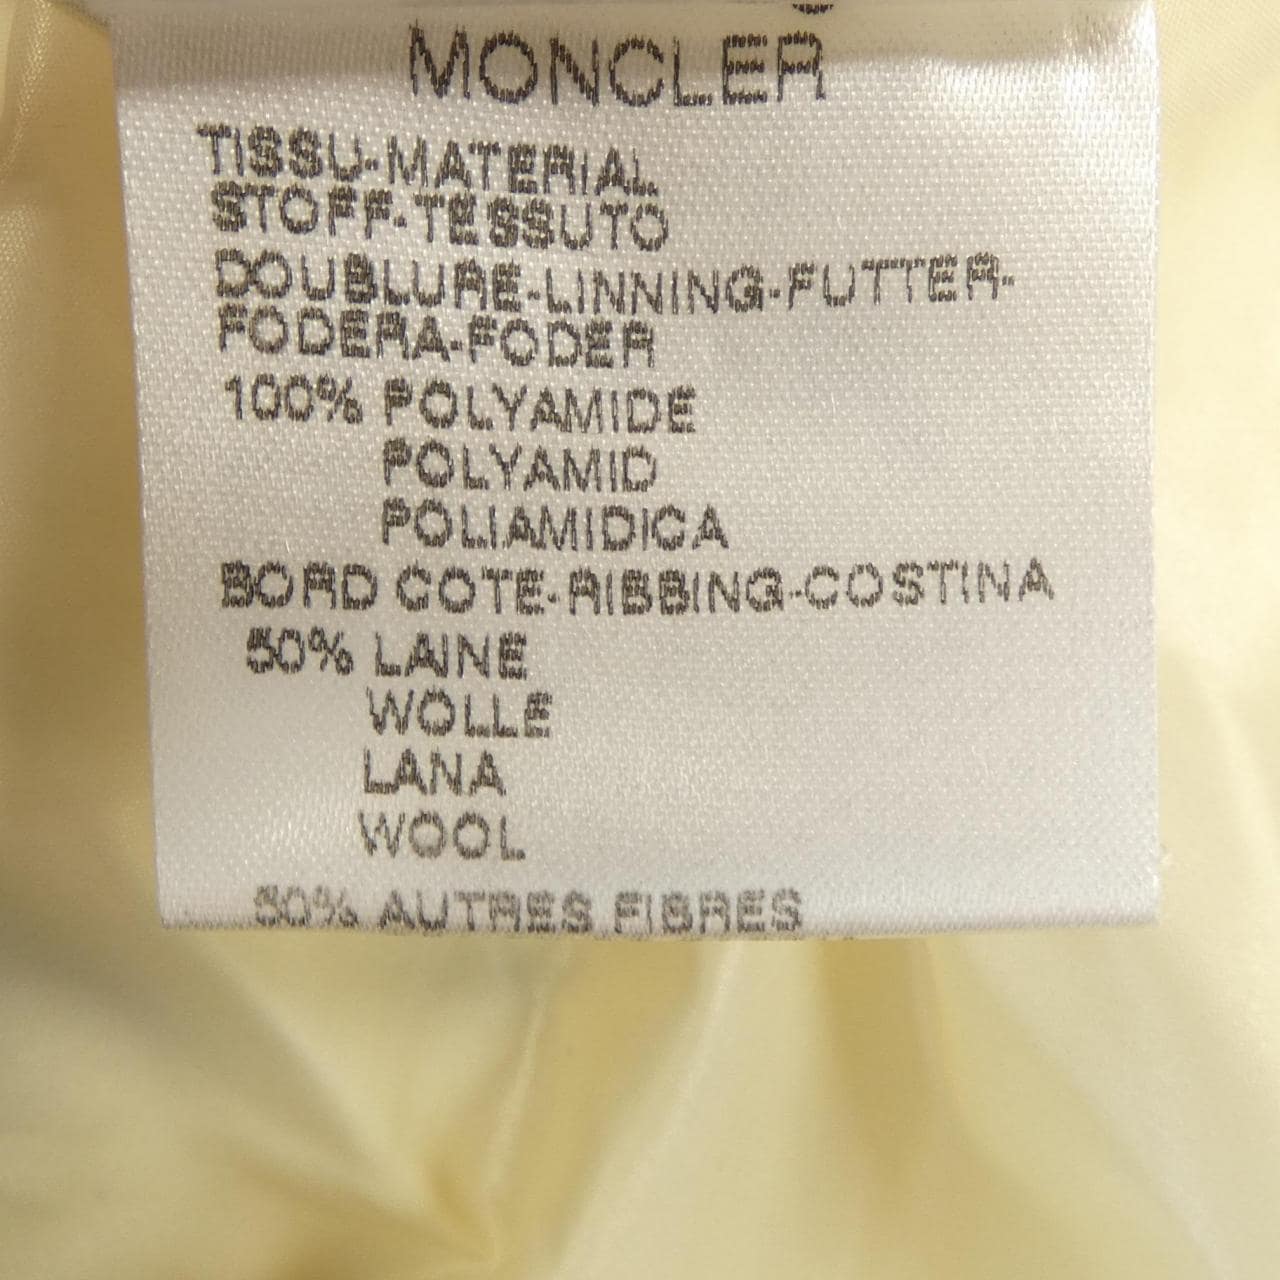 MONCLER
TISSU-MATERIAL
STOFF-TESSUTO
DOUBLURE-LINNING-FUTTER-
FODERA-FODER
100% POLYAMIDE
POLYAMID
POLIAMIDICA
BORD COTE-RIBBING-COSTINA
50% LAINE
WOLLE
LANA
WOOL
50% AUTRES FIBRES